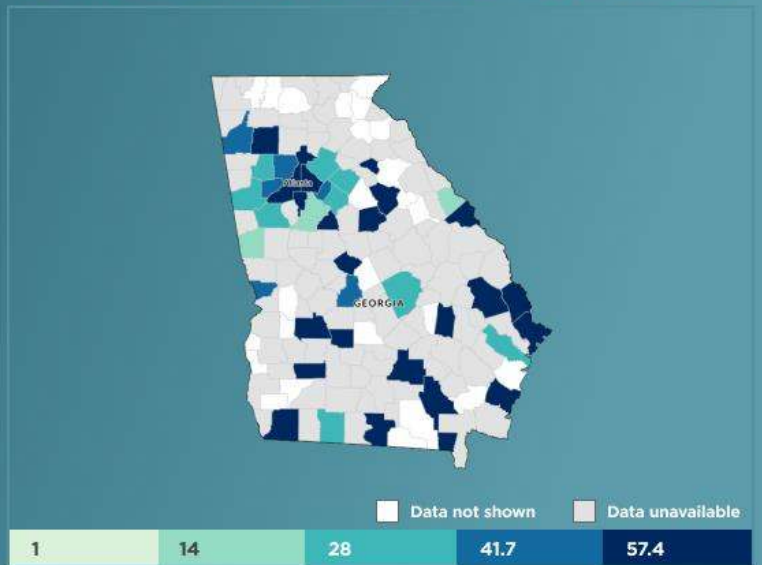 Atlanta
GEORGIA
Data not shown
Data unavailable
1
14
28
41.7
57.4